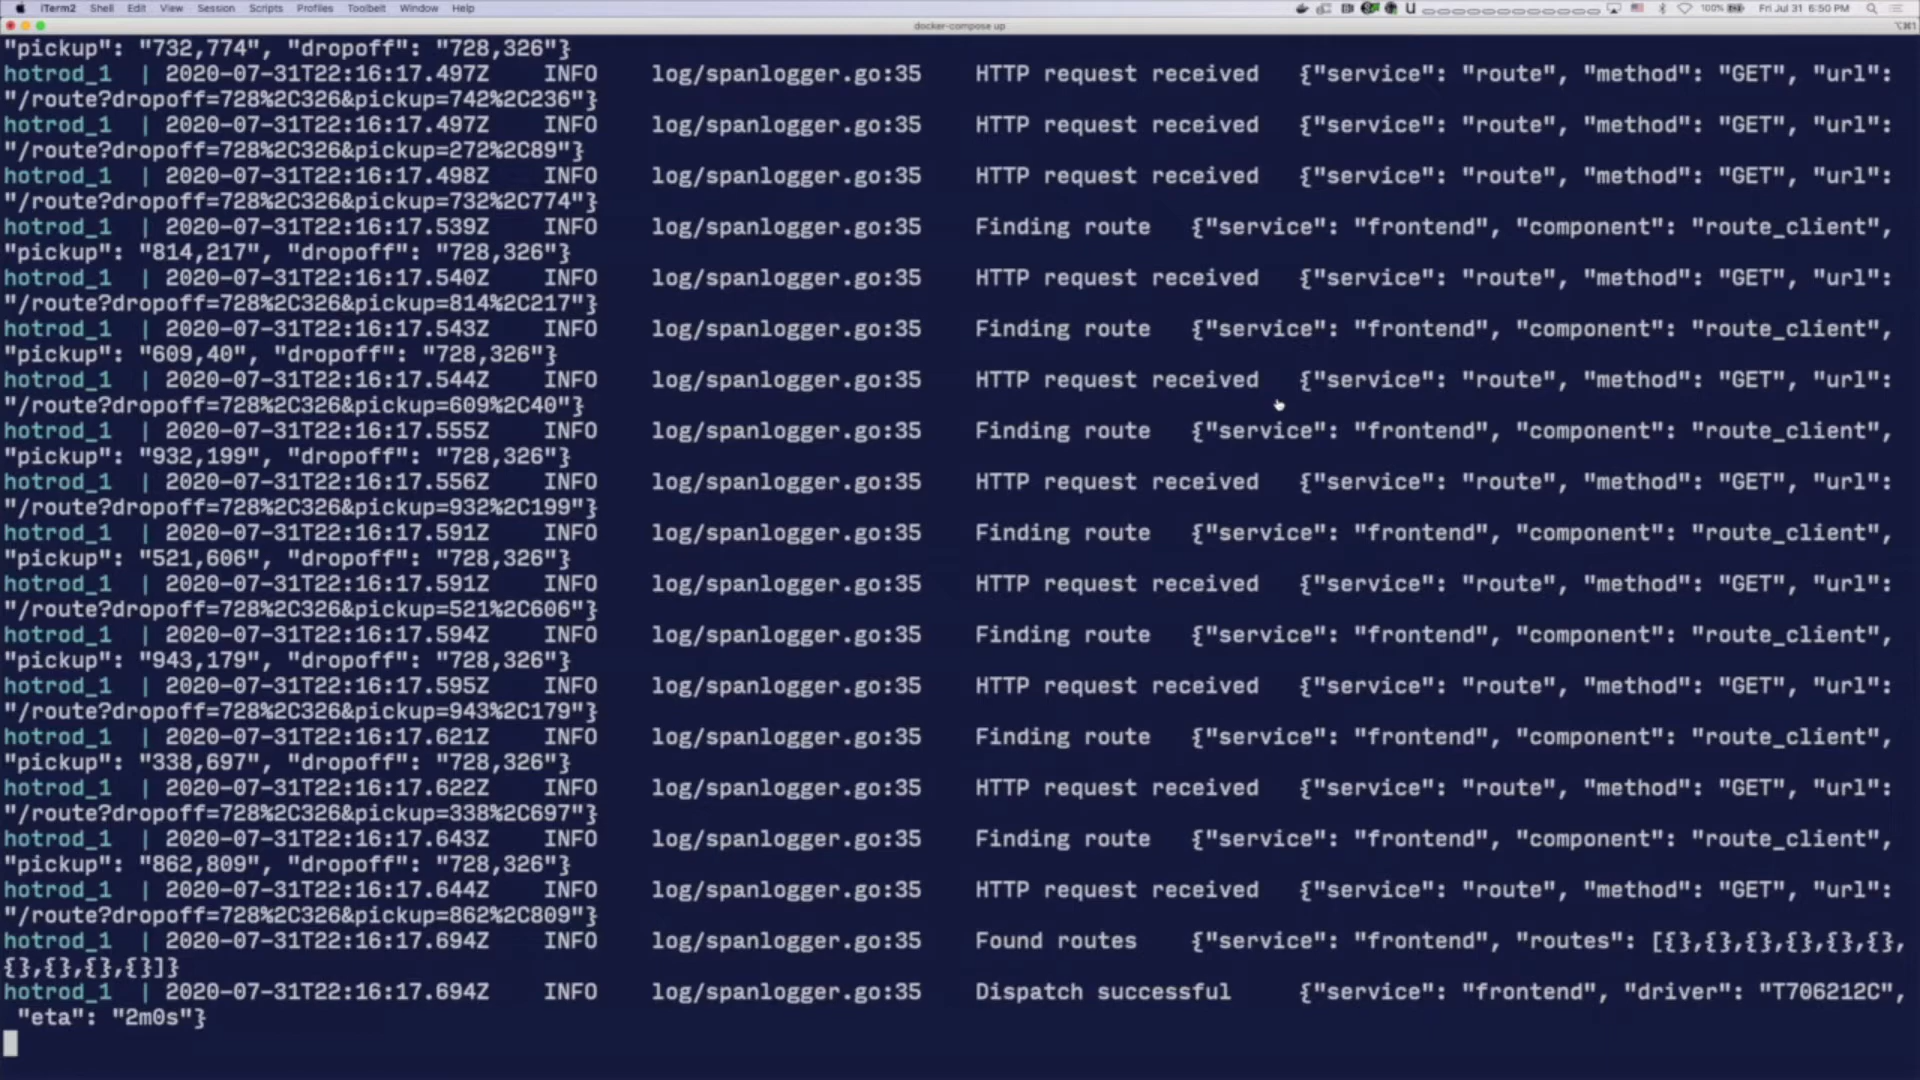 iTerm2 Shell Edit View Session Scripts Profiles Toolbelt Window Help 100% Fri Jul 31 6:50 PM
docker-compose up ⌥⌘1
"pickup": "732,774", "dropoff": "728,326"}
hotrod_1 | 2020-07-31T22:16:17.497Z INFO log/spanlogger.go:35 HTTP request received {"service": "route", "method": "GET", "url":
"/route?dropoff=728%2C326&pickup=742%2C236"}
hotrod_1 | 2020-07-31T22:16:17.497Z INFO log/spanlogger.go:35 HTTP request received {"service": "route", "method": "GET", "url":
"/route?dropoff=728%2C326&pickup=272%2C89"}
hotrod_1 | 2020-07-31T22:16:17.498Z INFO log/spanlogger.go:35 HTTP request received {"service": "route", "method": "GET", "url":
"/route?dropoff=728%2C326&pickup=732%2C774"}
hotrod_1 | 2020-07-31T22:16:17.539Z INFO log/spanlogger.go:35 Finding route {"service": "frontend", "component": "route_client",
"pickup": "814,217", "dropoff": "728,326"}
hotrod_1 | 2020-07-31T22:16:17.540Z INFO log/spanlogger.go:35 HTTP request received {"service": "route", "method": "GET", "url":
"/route?dropoff=728%2C326&pickup=814%2C217"}
hotrod_1 | 2020-07-31T22:16:17.543Z INFO log/spanlogger.go:35 Finding route {"service": "frontend", "component": "route_client",
"pickup": "609,40", "dropoff": "728,326"}
hotrod_1 | 2020-07-31T22:16:17.544Z INFO log/spanlogger.go:35 HTTP request received {"service": "route", "method": "GET", "url":
"/route?dropoff=728%2C326&pickup=609%2C40"}
hotrod_1 | 2020-07-31T22:16:17.555Z INFO log/spanlogger.go:35 Finding route {"service": "frontend", "component": "route_client",
"pickup": "932,199", "dropoff": "728,326"}
hotrod_1 | 2020-07-31T22:16:17.556Z INFO log/spanlogger.go:35 HTTP request received {"service": "route", "method": "GET", "url":
"/route?dropoff=728%2C326&pickup=932%2C199"}
hotrod_1 | 2020-07-31T22:16:17.591Z INFO log/spanlogger.go:35 Finding route {"service": "frontend", "component": "route_client",
"pickup": "521,606", "dropoff": "728,326"}
hotrod_1 | 2020-07-31T22:16:17.591Z INFO log/spanlogger.go:35 HTTP request received {"service": "route", "method": "GET", "url":
"/route?dropoff=728%2C326&pickup=521%2C606"}
hotrod_1 | 2020-07-31T22:16:17.594Z INFO log/spanlogger.go:35 Finding route {"service": "frontend", "component": "route_client",
"pickup": "943,179", "dropoff": "728,326"}
hotrod_1 | 2020-07-31T22:16:17.595Z INFO log/spanlogger.go:35 HTTP request received {"service": "route", "method": "GET", "url":
"/route?dropoff=728%2C326&pickup=943%2C179"}
hotrod_1 | 2020-07-31T22:16:17.621Z INFO log/spanlogger.go:35 Finding route {"service": "frontend", "component": "route_client",
"pickup": "338,697", "dropoff": "728,326"}
hotrod_1 | 2020-07-31T22:16:17.622Z INFO log/spanlogger.go:35 HTTP request received {"service": "route", "method": "GET", "url":
"/route?dropoff=728%2C326&pickup=338%2C697"}
hotrod_1 | 2020-07-31T22:16:17.643Z INFO log/spanlogger.go:35 Finding route {"service": "frontend", "component": "route_client",
"pickup": "862,809", "dropoff": "728,326"}
hotrod_1 | 2020-07-31T22:16:17.644Z INFO log/spanlogger.go:35 HTTP request received {"service": "route", "method": "GET", "url":
"/route?dropoff=728%2C326&pickup=862%2C809"}
hotrod_1 | 2020-07-31T22:16:17.694Z INFO log/spanlogger.go:35 Found routes {"service": "frontend", "routes": [{},{},{},{},{},{},
{},{},{},{}]}
hotrod_1 | 2020-07-31T22:16:17.694Z INFO log/spanlogger.go:35 Dispatch successful {"service": "frontend", "driver": "T706212C",
"eta": "2m0s"}